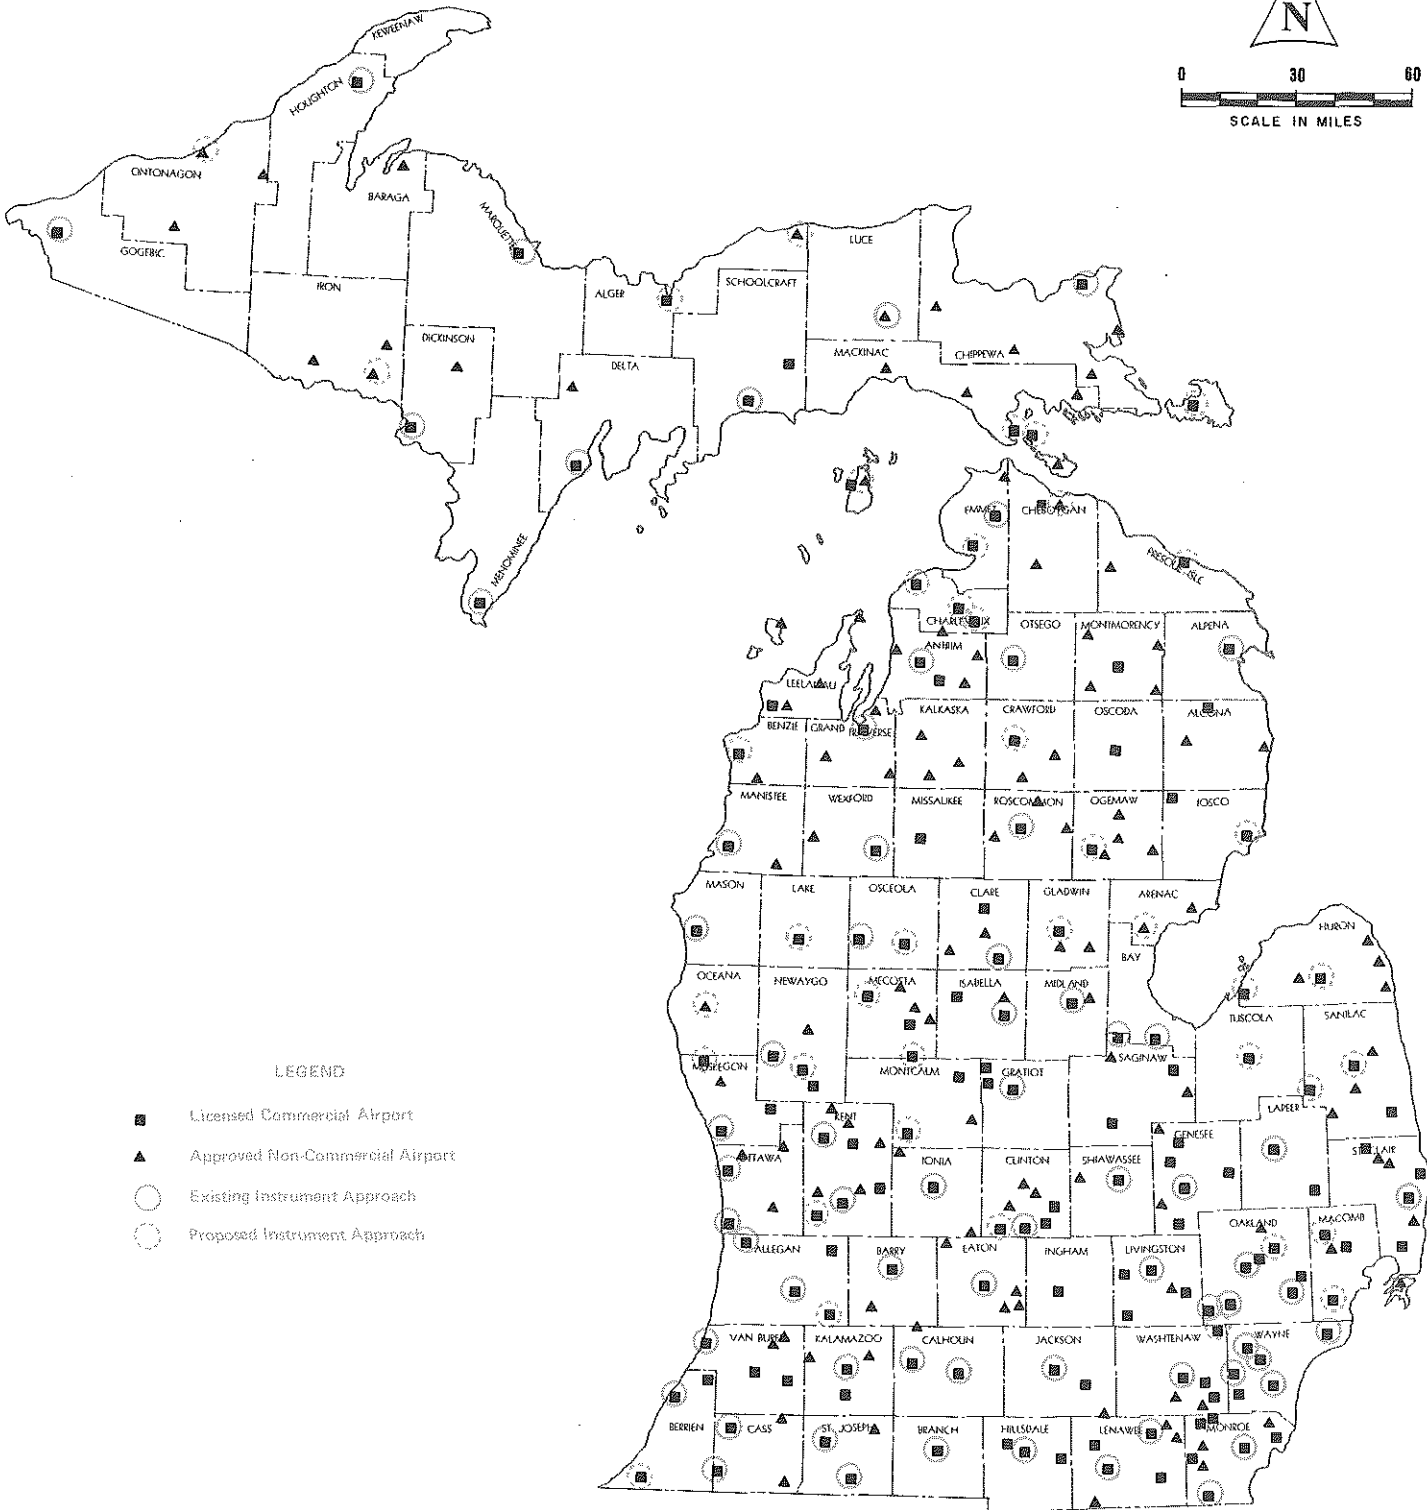 N
0 30 60
SCALE IN MILES
KEWEENAW
HOUGHTON
ONTONAGON
BARAGA
MARQUETTE
GOGEBIC
LUCE
IRON
ALGER
SCHOOLCRAFT
DICKINSON
DELTA
MACKINAC
CHIPPEWA
MENOMINEE
EMMET
CHEBOYGAN
PRESQUE ISLE
CHARLEVOIX
OTSEGO
MONTMORENCY
ALPENA
ANTRIM
LEELANAU
KALKASKA
CRAWFORD
OSCODA
ALCONA
BENZIE
GRAND TRAVERSE
MANISTEE
WEXFORD
MISSAUKEE
ROSCOMMON
OGEMAW
IOSCO
MASON
LAKE
OSCEOLA
CLARE
GLADWIN
ARENAC
HURON
BAY
OCEANA
NEWAYGO
MECOSTA
ISABELLA
MIDLAND
TUSCOLA
SANILAC
SAGINAW
MUSKEGON
MONTCALM
GRATIOT
LAPEER
KENT
GENESEE
ST. CLAIR
OTTAWA
IONIA
CLINTON
SHIAWASSEE
OAKLAND
MACOMB
ALLEGAN
BARRY
EATON
INGHAM
LIVINGSTON
VAN BUREN
KALAMAZOO
CALHOUN
JACKSON
WASHTENAW
WAYNE
BERRIEN
CASS
ST. JOSEPH
BRANCH
HILLSDALE
LENAWEE
MONROE
LEGEND
Licensed Commercial Airport
Approved Non-Commercial Airport
Existing Instrument Approach
Proposed Instrument Approach